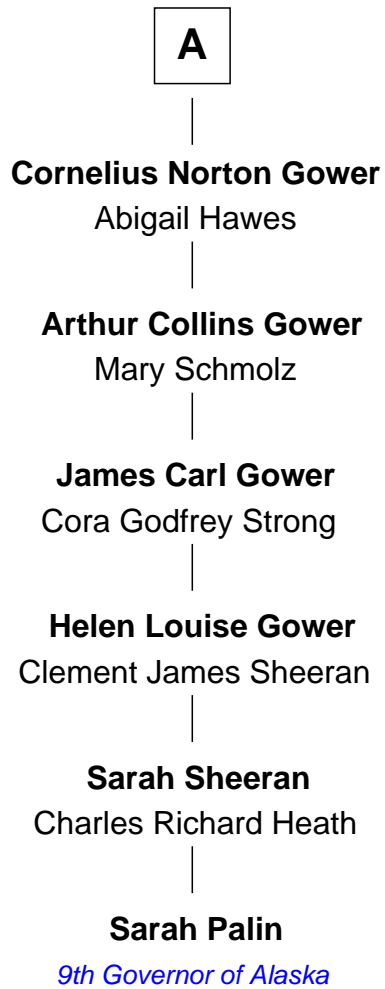 A
Cornelius Norton Gower
Abigail Hawes
Arthur Collins Gower
Mary Schmolz
James Carl Gower
Cora Godfrey Strong
Helen Louise Gower
Clement James Sheeran
Sarah Sheeran
Charles Richard Heath
Sarah Palin
9th Governor of Alaska